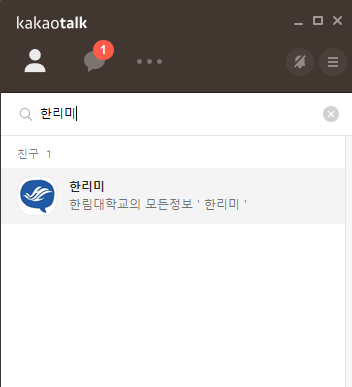 kakaotalk
1
한리미
친구 1
한리미
한림대학교의 모든정보 ' 한리미 '